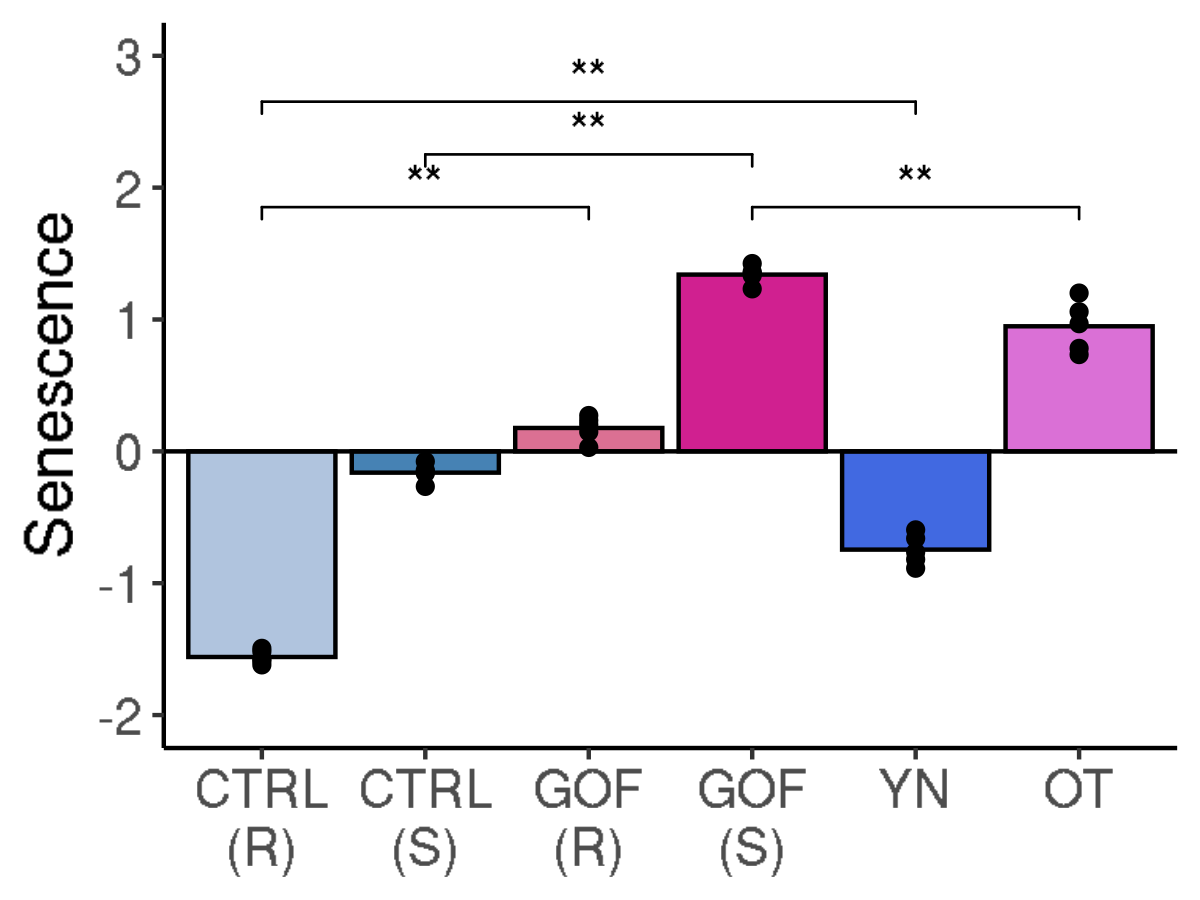 Senescence
3
2
1
0
-1
-2
**
**
**
**
CTRL
(R)
CTRL
(S)
GOF
(R)
GOF
(S)
YN
OT